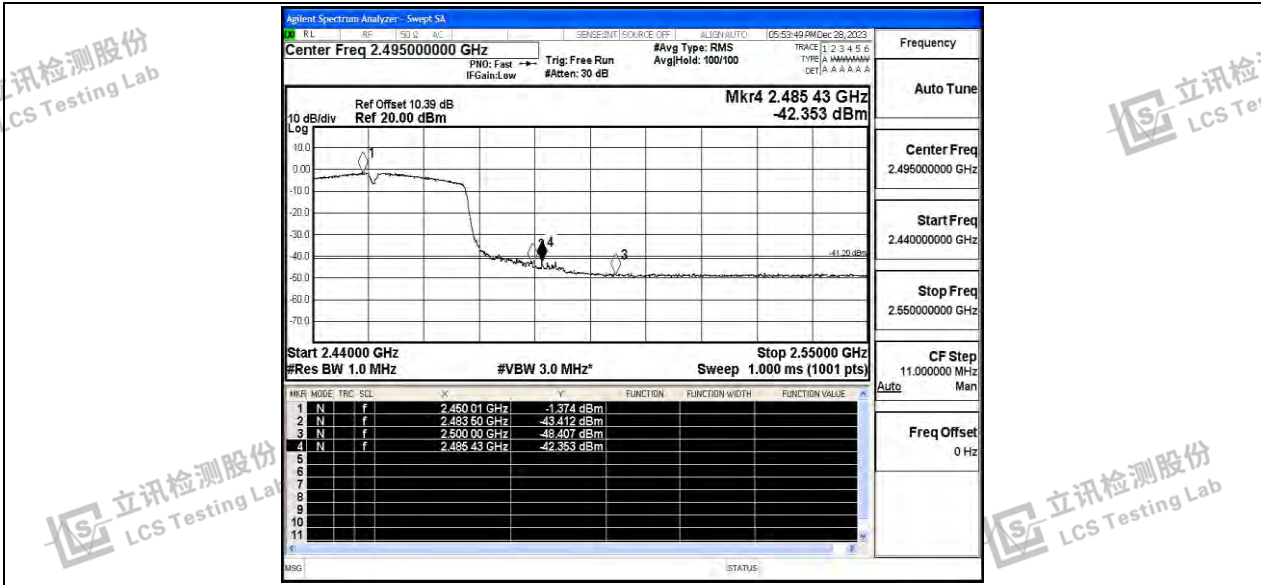 Agilent Spectrum Analyzer - Swept SA
RL RF 50 Ω AC SENSE:INT SOURCE OFF ALIGN AUTO 05:53:49 PM Dec 28, 2023
Center Freq 2.495000000 GHz
PNO: Fast
IFGain:Low
Trig: Free Run
#Atten: 30 dB
#Avg Type: RMS
Avg|Hold: 100/100
TRACE 1 2 3 4 5 6
TYPE A WWWWW
DET A A A A A A
Mkr4 2.485 43 GHz
-42.353 dBm
Ref Offset 10.39 dB
10 dB/div Ref 20.00 dBm
Log
10.0
0.00
-10.0
-20.0
-30.0
-40.0
-50.0
-60.0
-70.0
1
2 4
3
-41.20 dBm
Start 2.44000 GHz Stop 2.55000 GHz
#Res BW 1.0 MHz #VBW 3.0 MHz* Sweep 1.000 ms (1001 pts)
MKR MODE TRC SCL X Y FUNCTION FUNCTION WIDTH FUNCTION VALUE
1 N f 2.450 01 GHz -1.374 dBm
2 N f 2.483 50 GHz -43.412 dBm
3 N f 2.500 00 GHz -48.407 dBm
4 N f 2.485 43 GHz -42.353 dBm
5
6
7
8
9
10
11
MSG STATUS
Frequency
Auto Tune
Center Freq
2.495000000 GHz
Start Freq
2.440000000 GHz
Stop Freq
2.550000000 GHz
CF Step
11.000000 MHz
Auto Man
Freq Offset
0 Hz
立讯检测股份
LCS Testing Lab
立讯检
LCS Tes
立讯检测股份
LCS Testing Lab
立讯检测股份
LCS Testing Lab